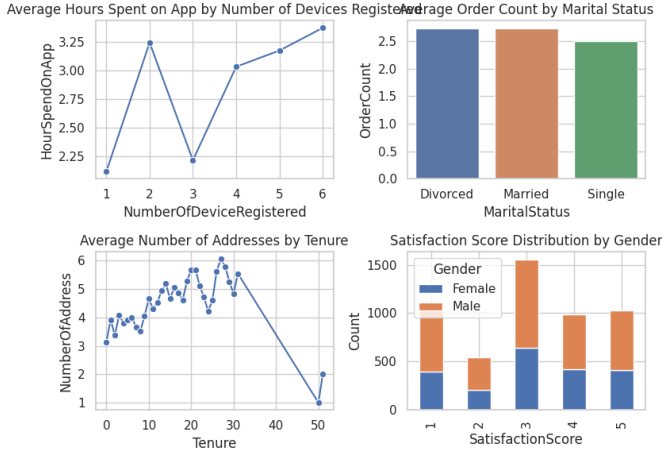 Average Hours Spent on App by Number of Devices Registered
HourSpendOnApp
3.25
3.00
2.75
2.50
2.25
1 2 3 4 5 6
NumberOfDeviceRegistered
Average Order Count by Marital Status
OrderCount
2.5
2.0
1.5
1.0
0.5
0.0
Divorced Married Single
MaritalStatus
Average Number of Addresses by Tenure
NumberOfAddress
6
5
4
3
2
1
0 10 20 30 40 50
Tenure
Satisfaction Score Distribution by Gender
Gender
Female
Male
Count
1500
1000
500
0
1 2 3 4 5
SatisfactionScore